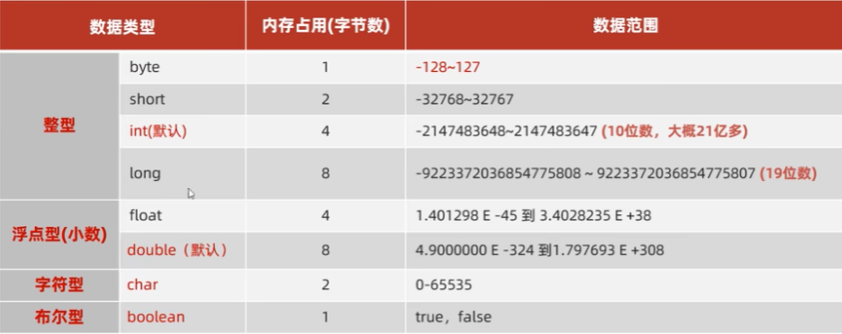 数据类型 内存占用(字节数) 数据范围
整型 byte 1 -128~127
short 2 -32768~32767
int(默认) 4 -2147483648~2147483647 (10位数，大概21亿多)
long 8 -9223372036854775808 ~ 9223372036854775807 (19位数)
浮点型(小数) float 4 1.401298 E -45 到 3.4028235 E +38
double（默认） 8 4.9000000 E -324 到1.797693 E +308
字符型 char 2 0-65535
布尔型 boolean 1 true，false